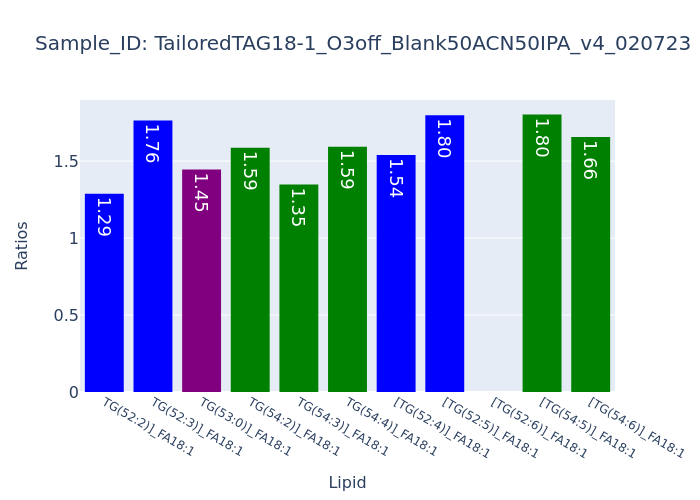 Sample_ID: TailoredTAG18-1_O3off_Blank50ACN50IPA_v4_020723
Ratios
1.5
1
0.5
0
1.29
1.76
1.45
1.59
1.35
1.59
1.54
1.80
1.80
1.66
TG(52:2)]_FA18:1
TG(52:3)]_FA18:1
TG(53:0)]_FA18:1
TG(54:2)]_FA18:1
TG(54:3)]_FA18:1
TG(54:4)]_FA18:1
[TG(52:4)]_FA18:1
[TG(52:5)]_FA18:1
[TG(52:6)]_FA18:1
[TG(54:5)]_FA18:1
[TG(54:6)]_FA18:1
Lipid